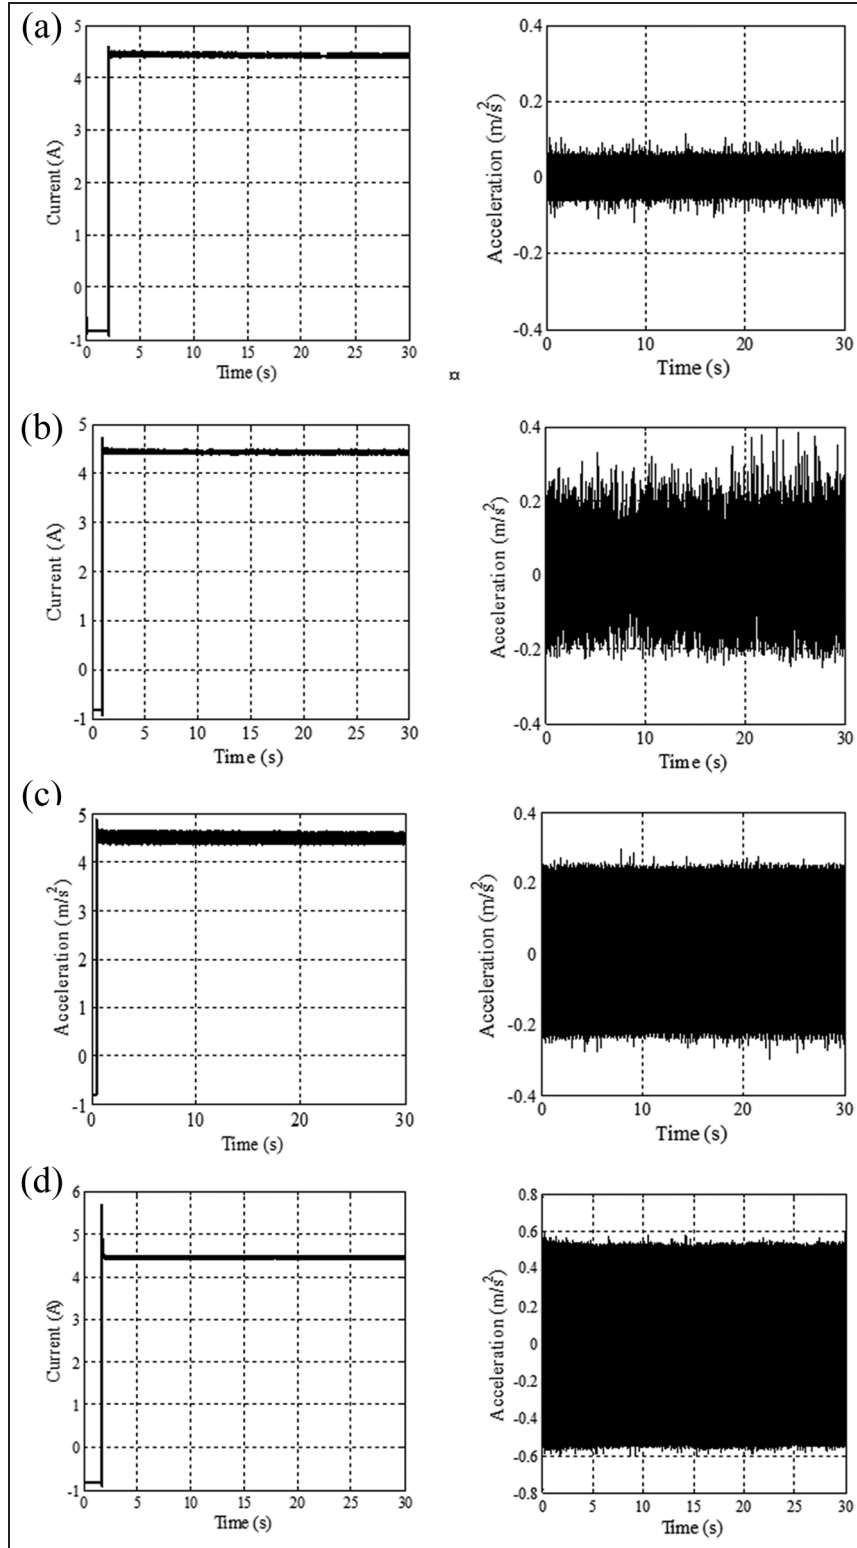 (a)
5
4
3
2
1
0
-1
Current (A)
0 5 10 15 20 25 30
Time (s)
0.4
0.2
0
-0.2
-0.4
Acceleration (m/s²)
0 10 20 30
Time (s)
¤
(b)
5
4
3
2
1
0
-1
Current (A)
0 5 10 15 20 25 30
Time (s)
0.4
0.2
0
-0.2
-0.4
Acceleration (m/s²)
0 10 20 30
Time (s)
(c)
5
4
3
2
1
0
-1
Acceleration (m/s²)
0 10 20 30
Time (s)
0.4
0.2
0
-0.2
-0.4
Acceleration (m/s²)
0 10 20 30
Time (s)
(d)
6
5
4
3
2
1
0
-1
Current (A)
0 5 10 15 20 25 30
Time (s)
0.8
0.6
0.4
0.2
0
-0.2
-0.4
-0.6
-0.8
Acceleration (m/s²)
0 5 10 15 20 25 30
Time (s)